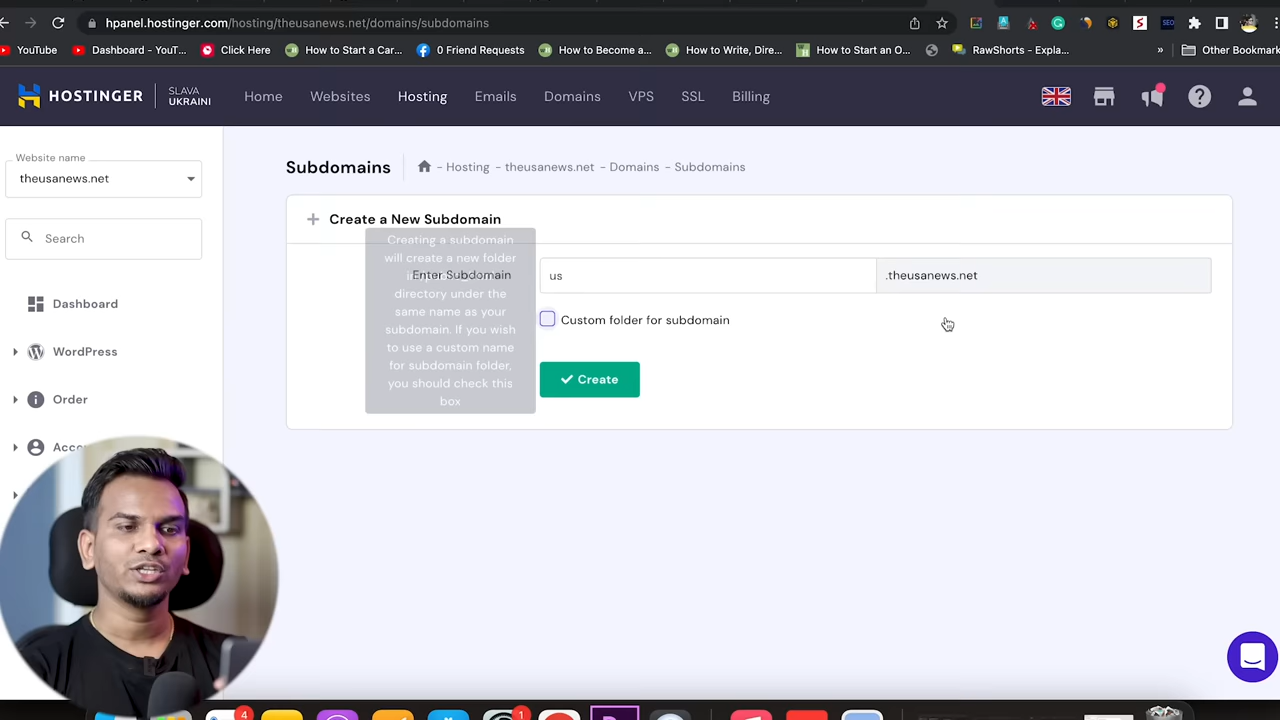 hpanel.hostinger.com/hosting/theusanews.net/domains/subdomains
YouTube
Dashboard - YouT...
Click Here
How to Start a Car...
0 Friend Requests
How to Become a...
How to Write, Dire...
How to Start an O...
RawShorts - Expla...
»
Other Bookmark
HOSTINGER
SLAVA
UKRAINI
Home
Websites
Hosting
Emails
Domains
VPS
SSL
Billing
Website name
theusanews.net
Search
Dashboard
WordPress
Order
Acco
Subdomains
- Hosting - theusanews.net - Domains - Subdomains
Create a New Subdomain
Enter Subdomain
us
.theusanews.net
Custom folder for subdomain
Create
Creating a subdomain
will create a new folder
directory under the
same name as your
subdomain. If you wish
to use a custom name
for subdomain folder,
you should check this
box
4
1